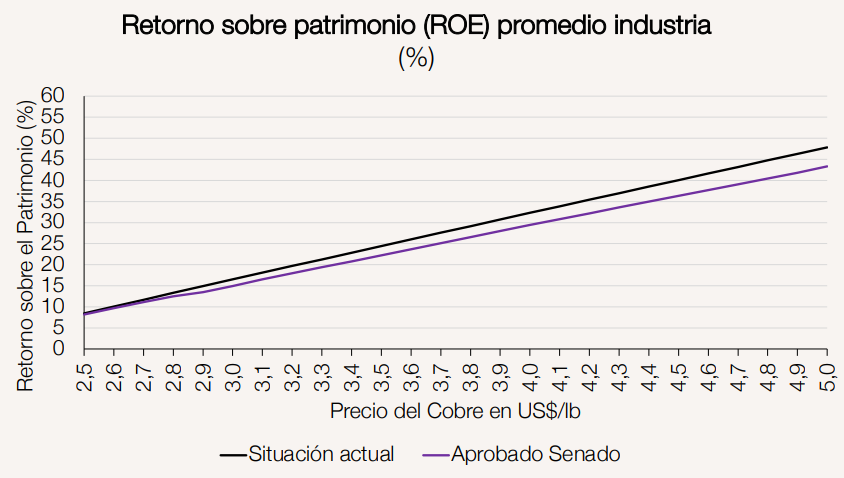 Retorno sobre patrimonio (ROE) promedio industria
(%)
Retorno sobre el Patrimonio (%)
60
55
50
45
40
35
30
25
20
15
10
5
0
2,5 2,6 2,7 2,8 2,9 3,0 3,1 3,2 3,3 3,4 3,5 3,6 3,7 3,8 3,9 4,0 4,1 4,2 4,3 4,4 4,5 4,6 4,7 4,8 4,9 5,0
Precio del Cobre en US$/lb
Situación actual Aprobado Senado